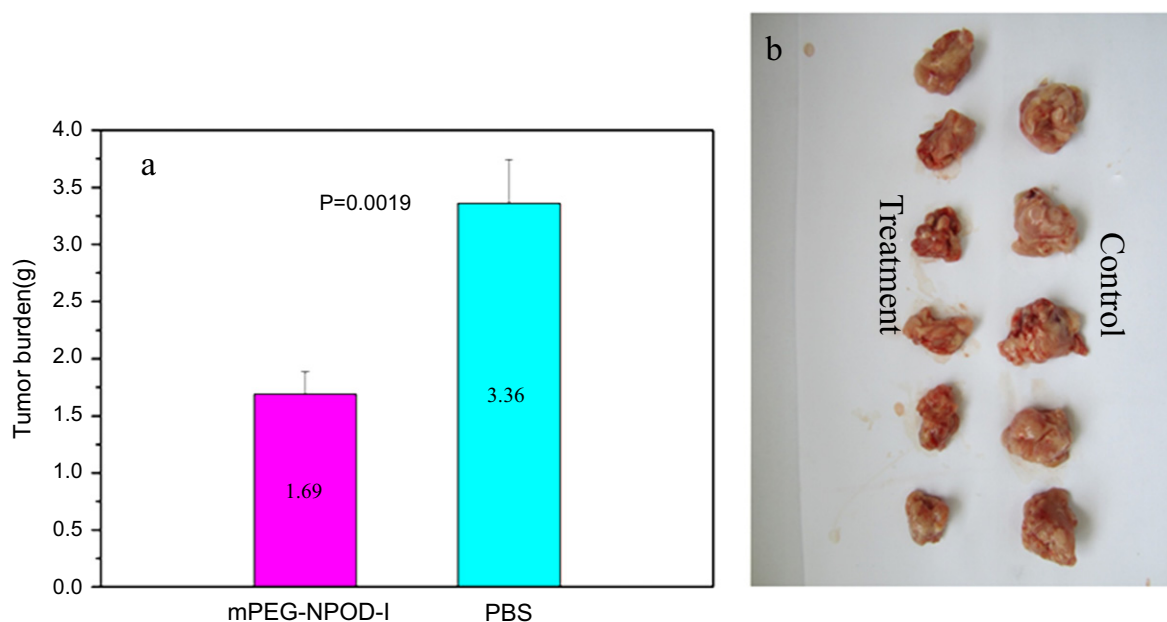 a
4.0
3.5
3.0
2.5
2.0
1.5
1.0
0.5
0.0
Tumor burden(g)
P=0.0019
1.69
3.36
mPEG-NPOD-I
PBS
b
Treatment
Control